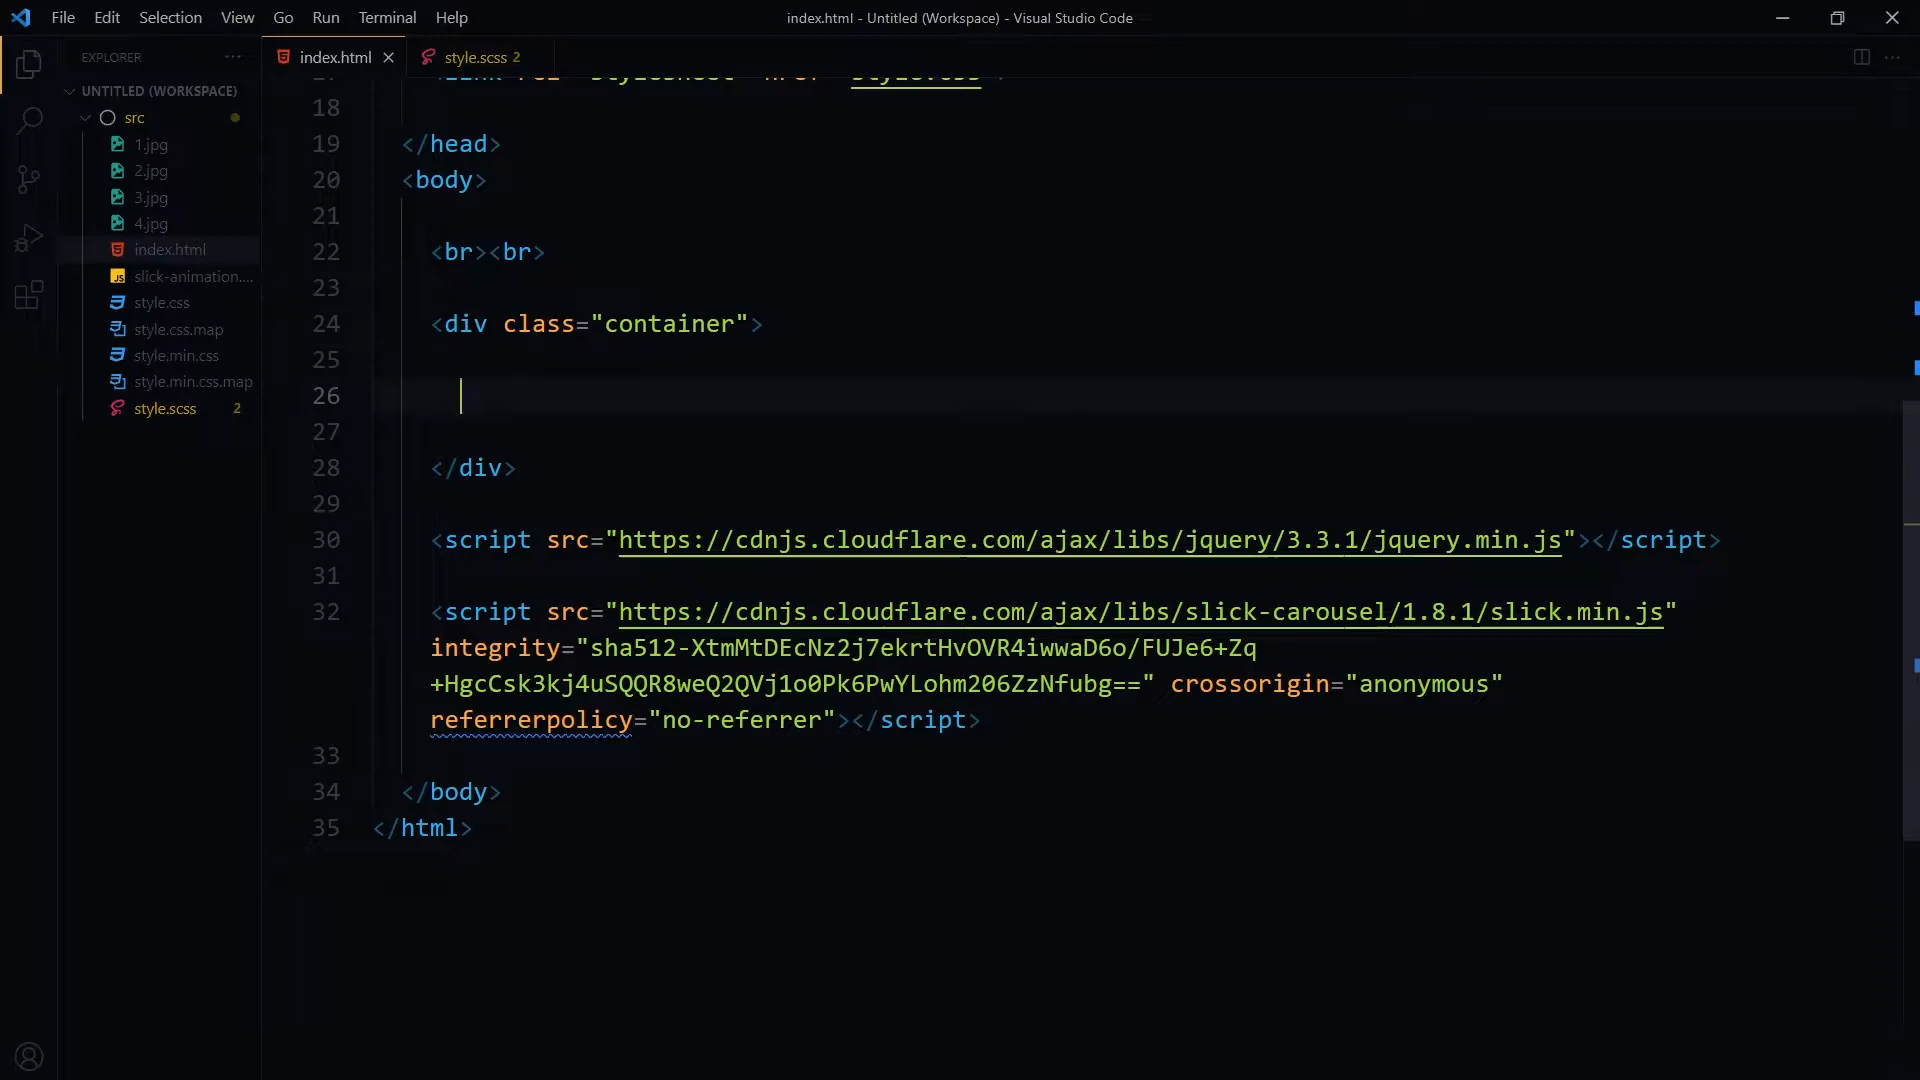 File Edit Selection View Go Run Terminal Help
index.html - Untitled (Workspace) - Visual Studio Code
EXPLORER ···
index.html
style.scss 2
UNTITLED (WORKSPACE)
src
1.jpg
2.jpg
3.jpg
4.jpg
index.html
slick-animation....
style.css
style.css.map
style.min.css
style.min.css.map
style.scss 2
18
19 </head>
20 <body>
21
22 <br><br>
23
24 <div class="container">
25
26
27
28 </div>
29
30 <script src="https://cdnjs.cloudflare.com/ajax/libs/jquery/3.3.1/jquery.min.js"></script>
31
32 <script src="https://cdnjs.cloudflare.com/ajax/libs/slick-carousel/1.8.1/slick.min.js"
integrity="sha512-XtmMtDEcNz2j7ekrtHvOVR4iwwaD6o/FUJe6+Zq
+HgcCsk3kj4uSQQR8weQ2QVj1o0Pk6PwYLohm206ZzNfubg==" crossorigin="anonymous"
referrerpolicy="no-referrer"></script>
33
34 </body>
35 </html>